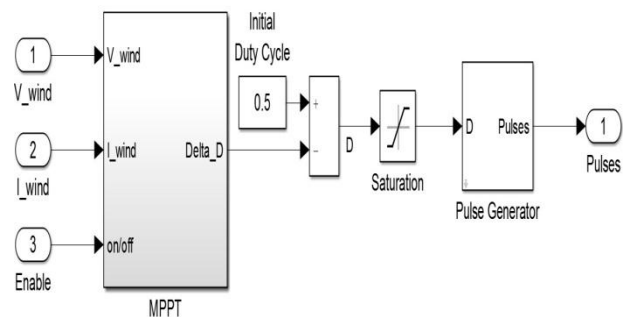 Initial
Duty Cycle
1
V_wind
V_wind
0.5
+
−
D
2
I_wind
I_wind
Delta_D
Saturation
D
Pulses
+
Pulse Generator
1
Pulses
3
Enable
on/off
MPPT